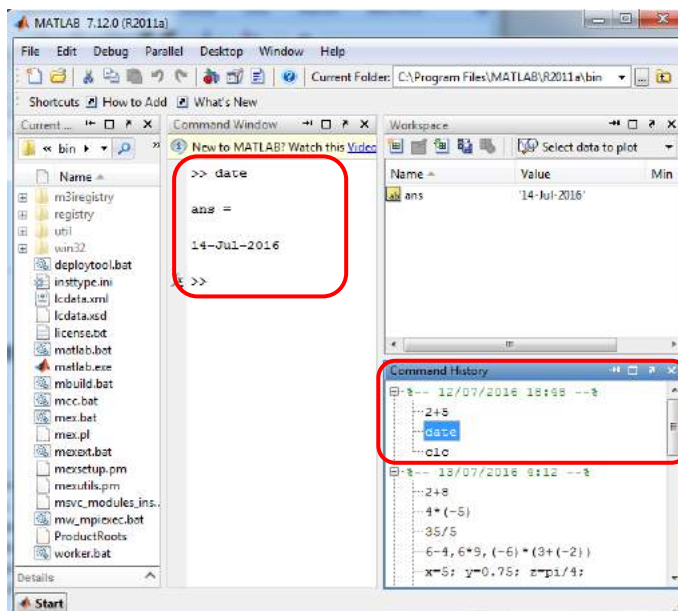 MATLAB 7.12.0 (R2011a)
File Edit Debug Parallel Desktop Window Help
Current Folder: C:\Program Files\MATLAB\R2011a\bin
Shortcuts How to Add What's New
Current ...
« bin
»
Name
m3iregistry
registry
util
win32
deploytool.bat
insttype.ini
lcdata.xml
lcdata.xsd
license.txt
matlab.bat
matlab.exe
mbuild.bat
mcc.bat
mex.bat
mex.pl
mexext.bat
mexsetup.pm
mexutils.pm
msvc_modules_ins..
mw_mpiexec.bat
ProductRoots
worker.bat
Details
Command Window
New to MATLAB? Watch this Video
>> date
ans =
14-Jul-2016
fx >>
Workspace
Select data to plot
Name Value Min
ans '14-Jul-2016'
Command History
%-- 12/07/2016 18:48 --%
2+5
date
clc
%-- 13/07/2016 4:12 --%
2+8
4*(-5)
35/5
6-4,6*9,(-6)*(3+(-2))
x=5; y=0.75; z=pi/4;
Start